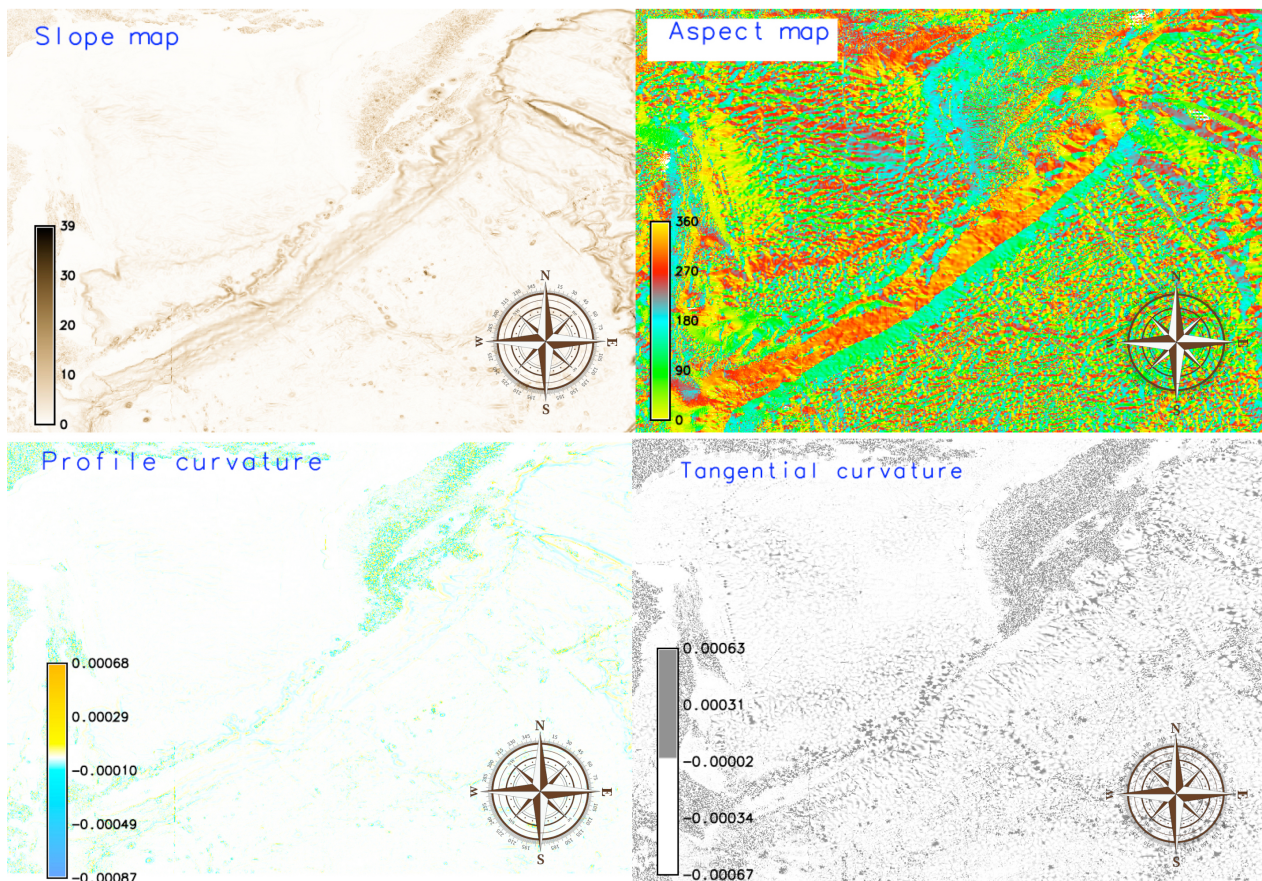 Slope map
39
30
20
10
0
N
W
E
S
Aspect map
360
270
180
90
0
N
W
E
S
Profile curvature
0.00068
0.00029
-0.00010
-0.00049
-0.00087
N
W
E
S
Tangential curvature
0.00063
0.00031
-0.00002
-0.00034
-0.00067
N
W
E
S